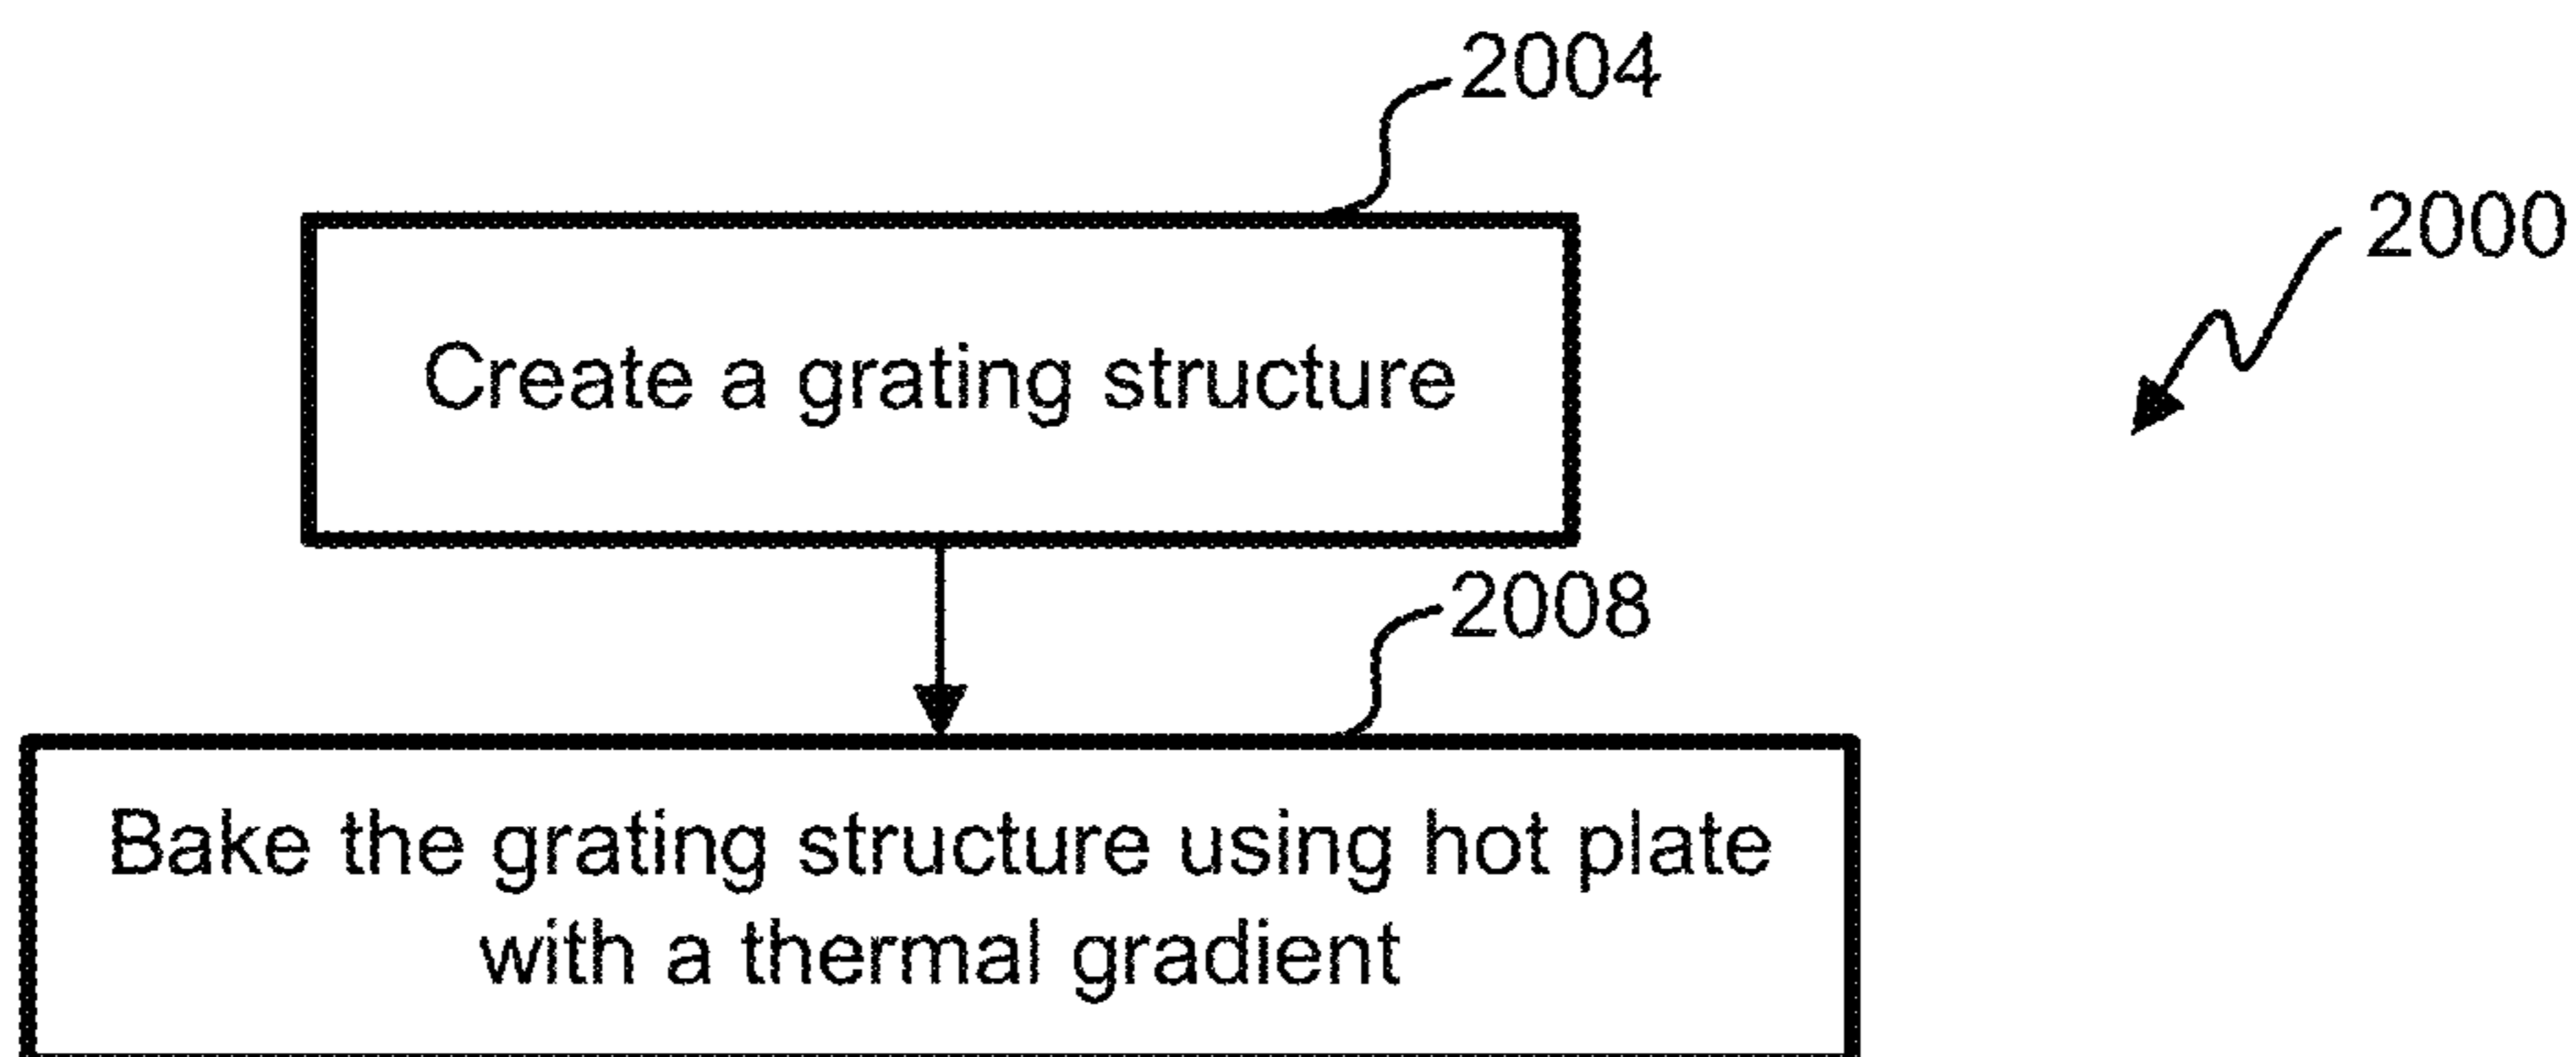 2004
2000
Create a grating structure
2008
Bake the grating structure using hot plate
with a thermal gradient